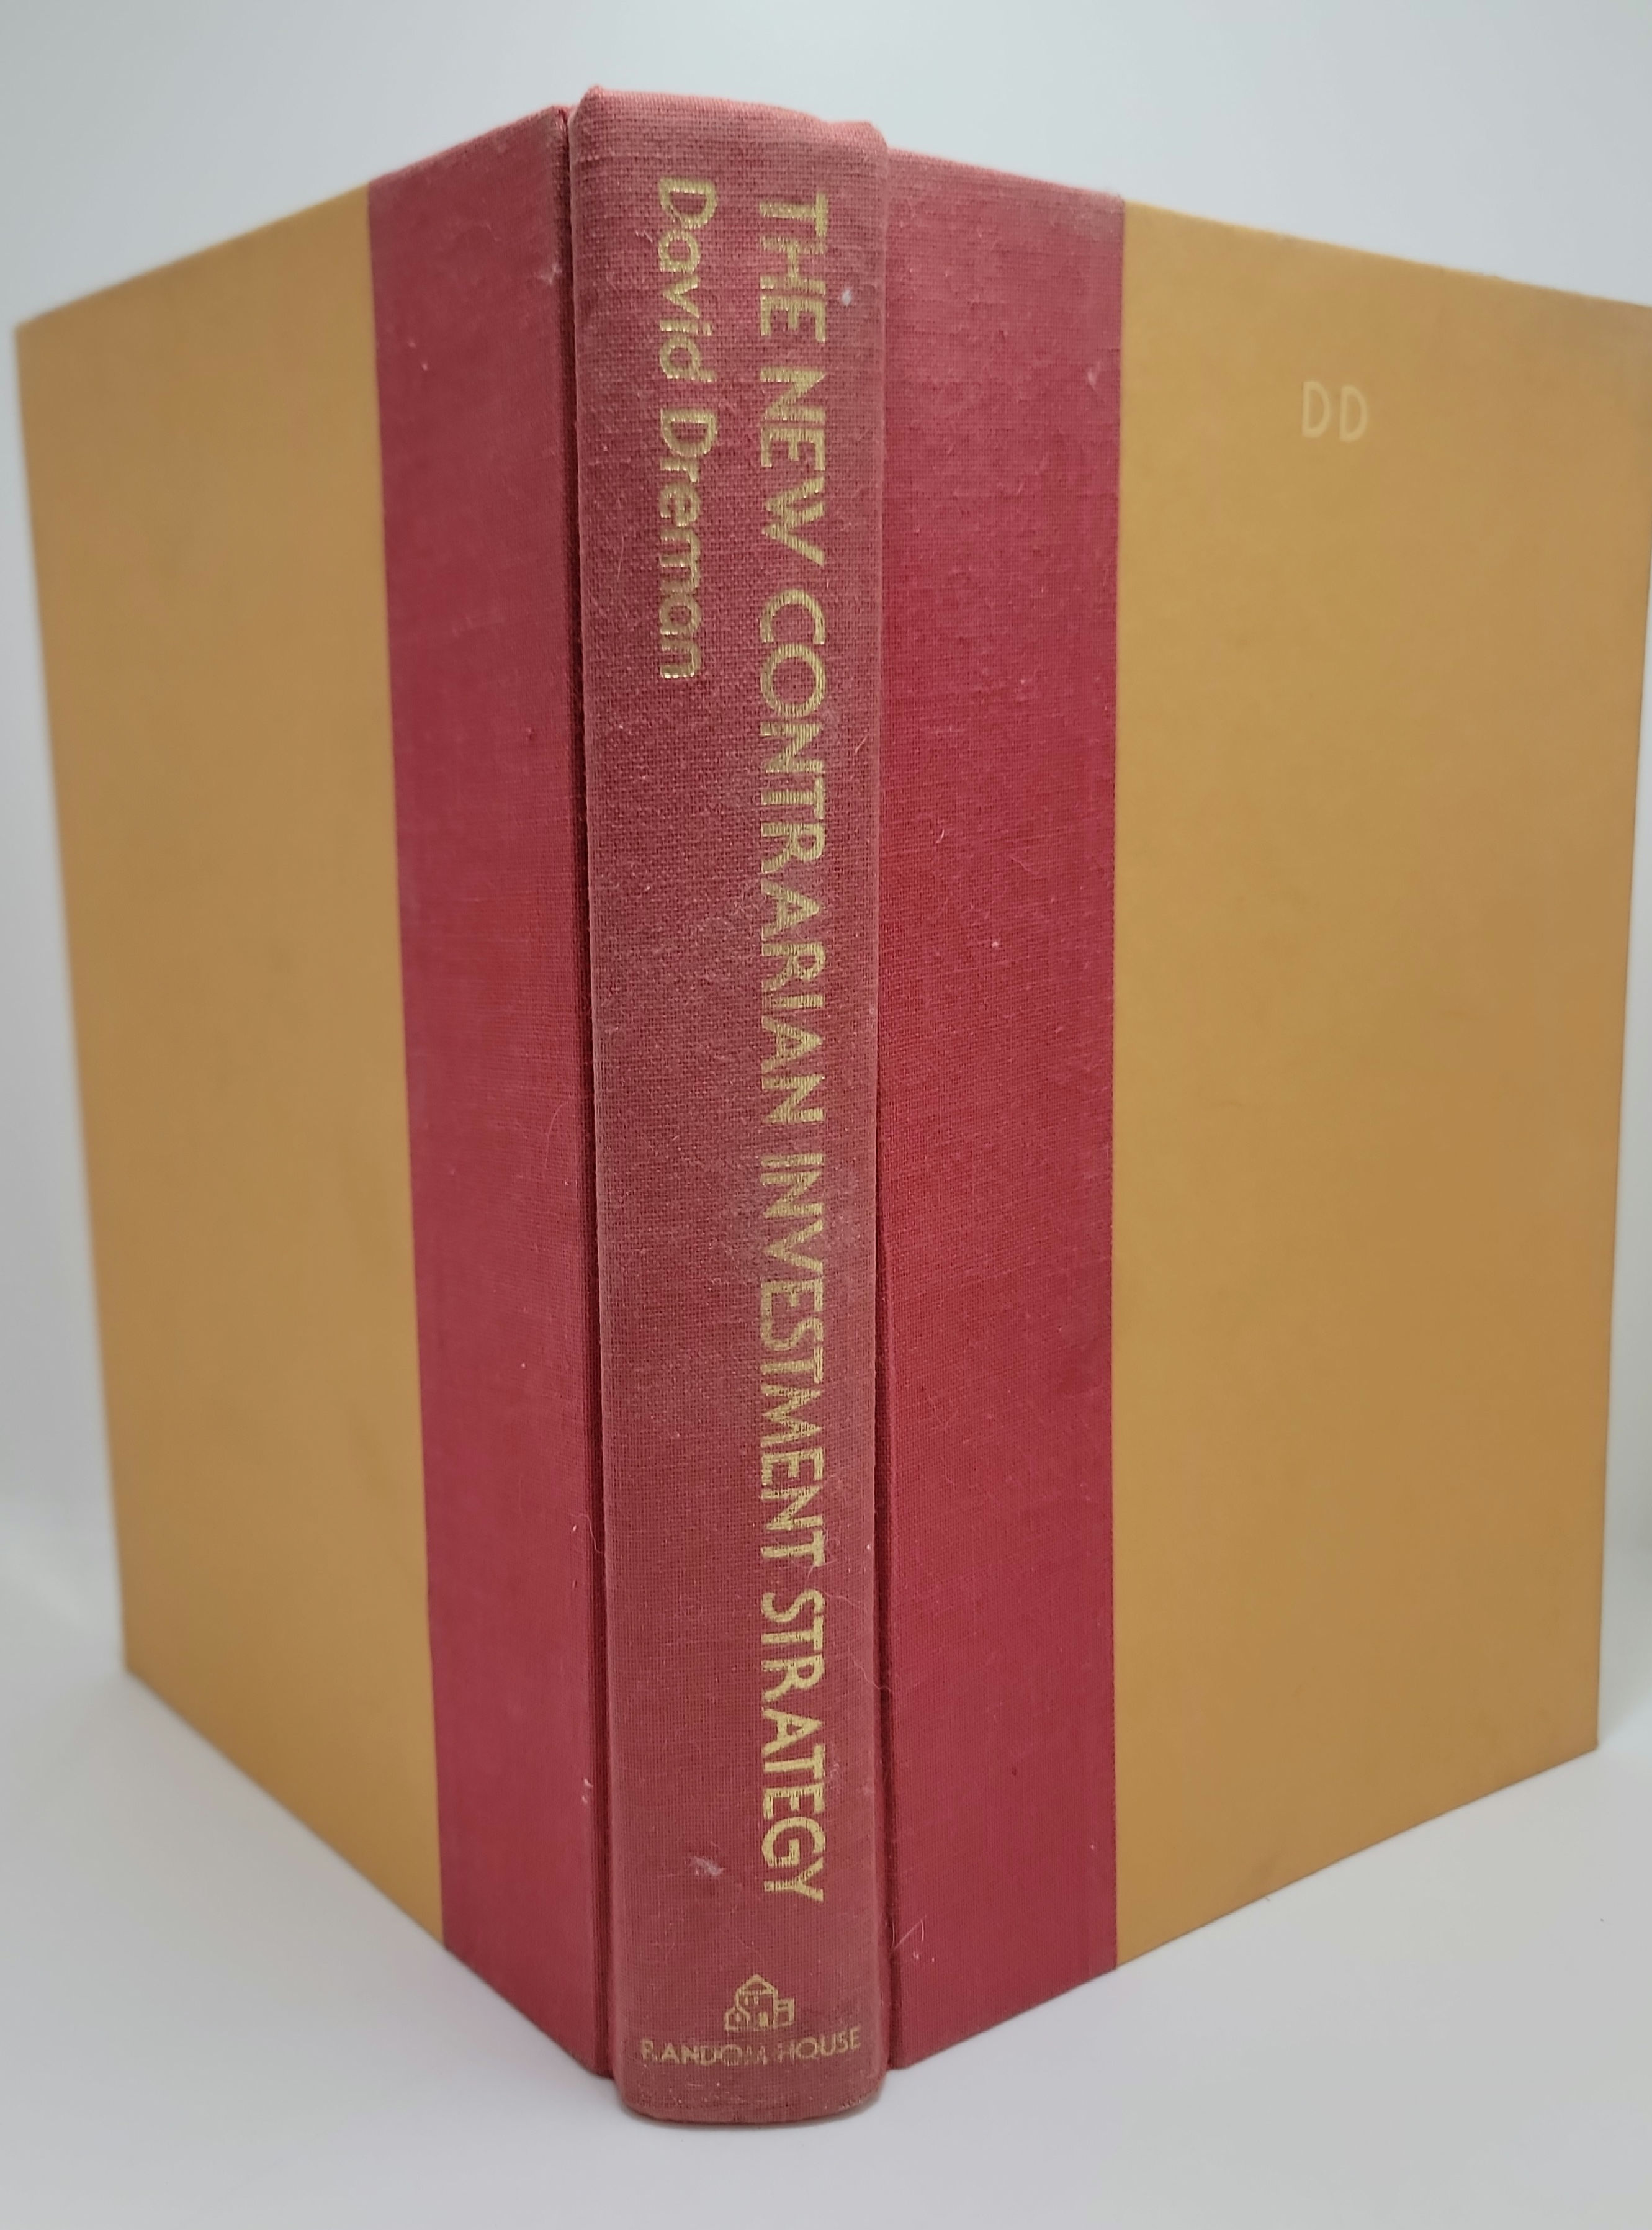 THE NEW CONTRARIAN INVESTMENT STRATEGY
David Dreman
RANDOM HOUSE
DD